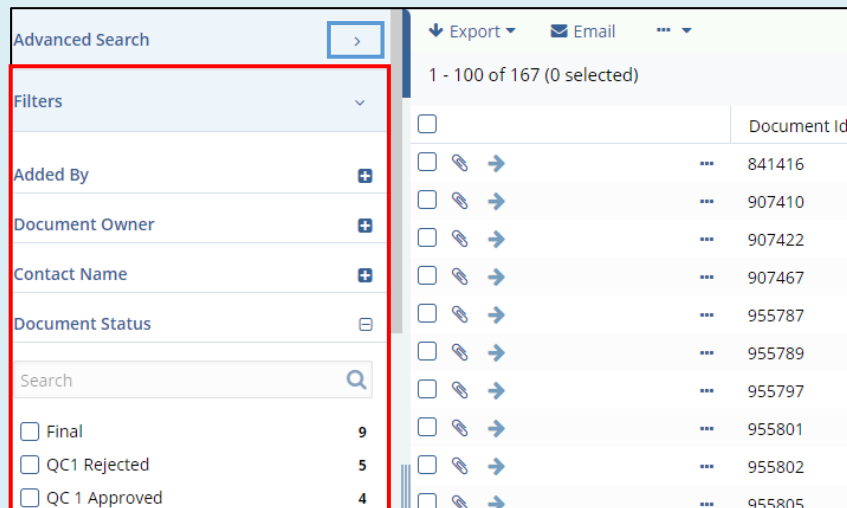 Advanced Search
Filters
Added By
Document Owner
Contact Name
Document Status
Search
Final 9
QC1 Rejected 5
QC 1 Approved 4
Export Email
1 - 100 of 167 (0 selected)
Document Id
841416
907410
907422
907467
955787
955789
955797
955801
955802
955805